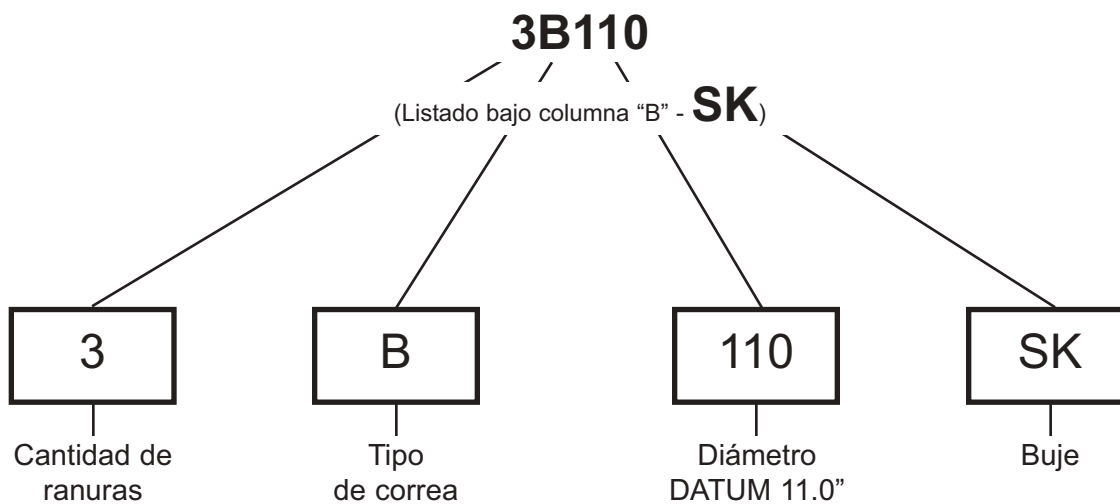 3B110
(Listado bajo columna “B” - SK)
3
B
110
SK
Cantidad de
ranuras
Tipo
de correa
Diámetro
DATUM 11.0”
Buje